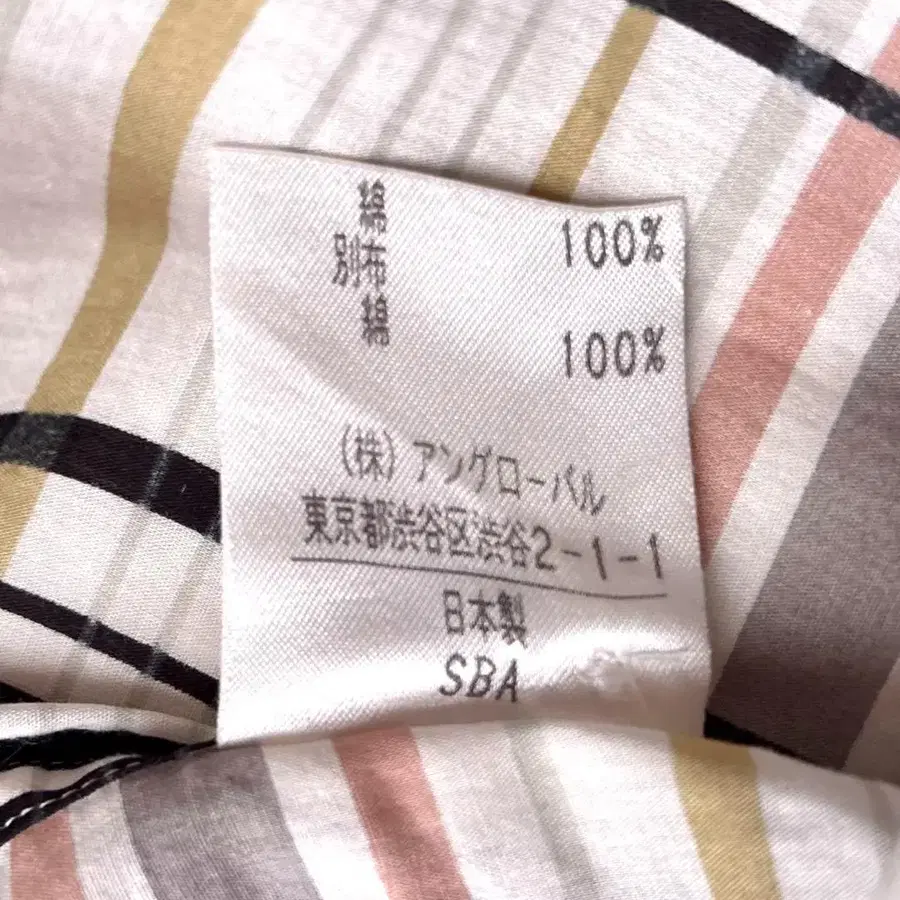 綿 100%
別布
綿 100%
(株) アングローバル
東京都渋谷区渋谷2-1-1
日本製
SBA